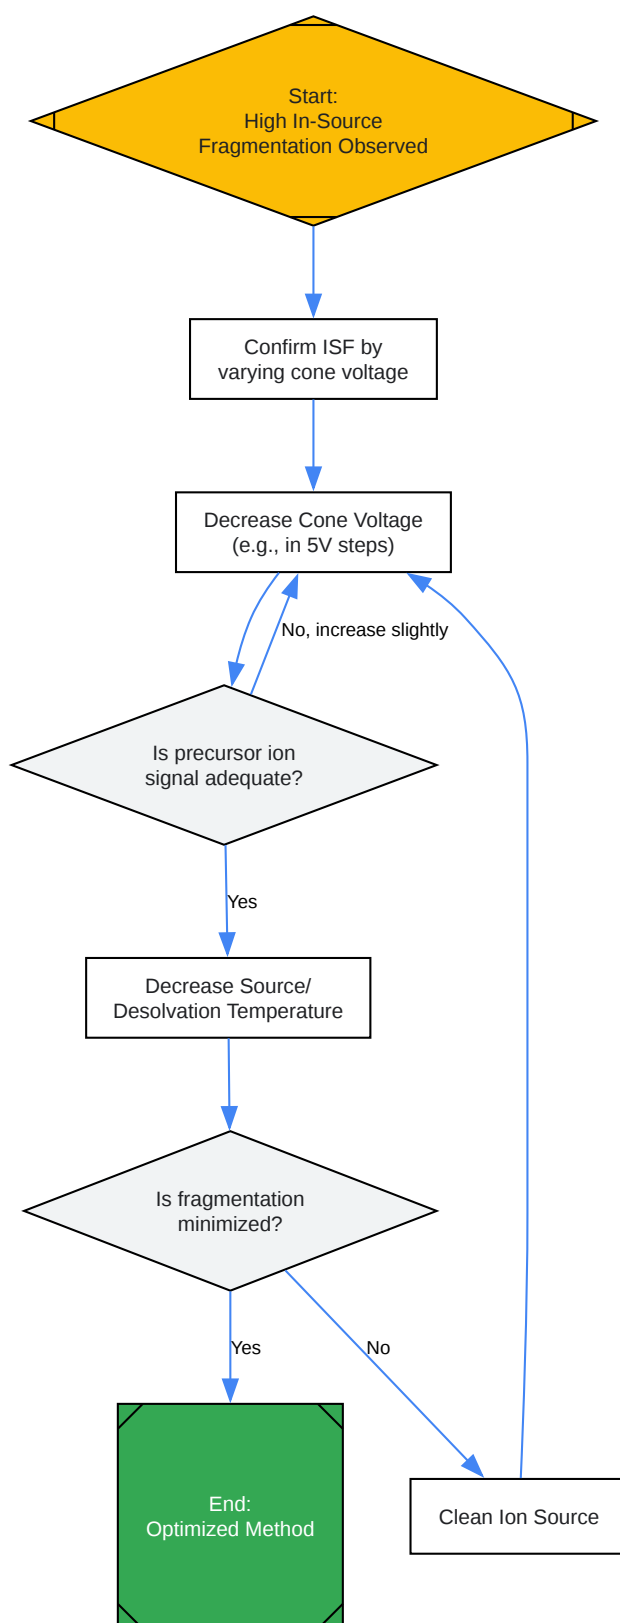 Start:
High In-Source
Fragmentation Observed
Confirm ISF by
varying cone voltage
Decrease Cone Voltage
(e.g., in 5V steps)
No, increase slightly
Is precursor ion
signal adequate?
Yes
Decrease Source/
Desolvation Temperature
Is fragmentation
minimized?
Yes
No
End:
Optimized Method
Clean Ion Source